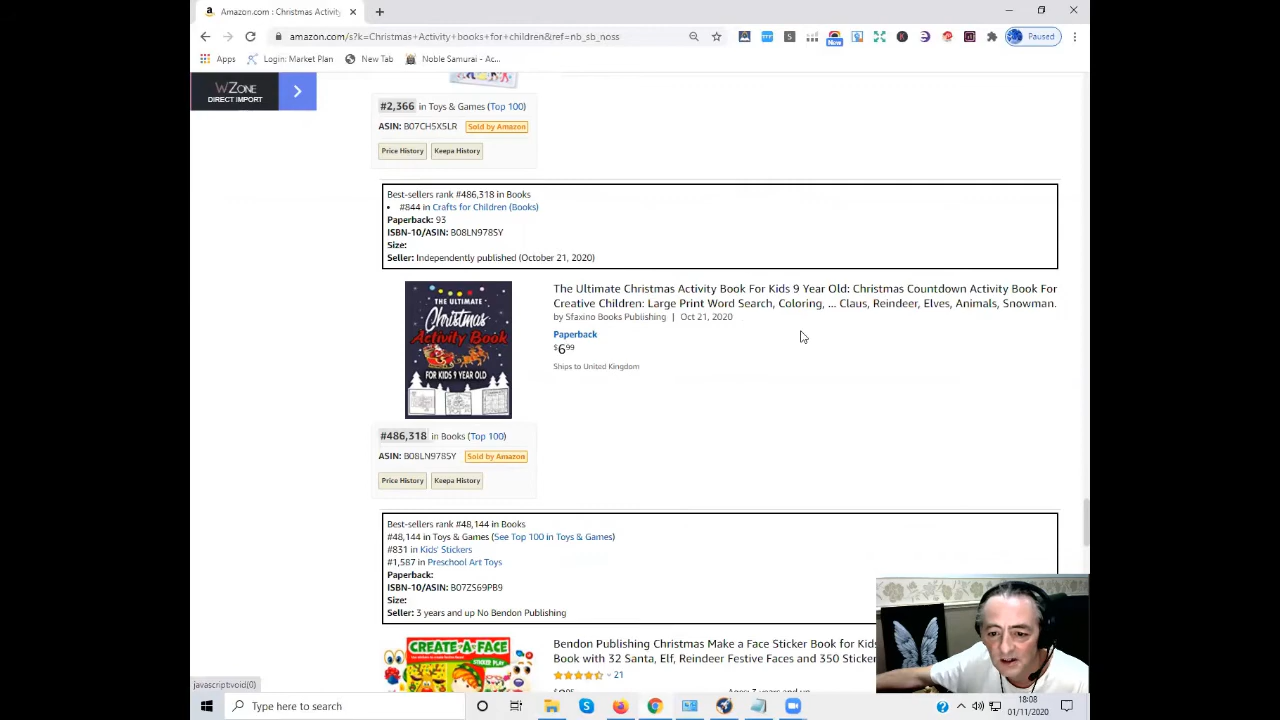 Amazon.com : Christmas Activity
amazon.com/s?k=Christmas+Activity+books+for+children&ref=nb_sb_noss
New
Paused
Apps
Login: Market Plan
New Tab
Noble Samurai - Ac...
WZONE
DIRECT IMPORT
#2,366 in Toys & Games (Top 100)
ASIN: B07CH5X5LR Sold by Amazon
Price History Keepa History
Best-sellers rank #486,318 in Books
• #844 in Crafts for Children (Books)
Paperback: 93
ISBN-10/ASIN: B08LN978SY
Size:
Seller: Independently published (October 21, 2020)
THE ULTIMATE
Christmas
Activity Book
FOR KIDS 9 YEAR OLD
The Ultimate Christmas Activity Book For Kids 9 Year Old: Christmas Countdown Activity Book For
Creative Children: Large Print Word Search, Coloring, ... Claus, Reindeer, Elves, Animals, Snowman.
by Sfaxino Books Publishing | Oct 21, 2020
Paperback
$6.99
Ships to United Kingdom
#486,318 in Books (Top 100)
ASIN: B08LN978SY Sold by Amazon
Price History Keepa History
Best-sellers rank #48,144 in Books
#48,144 in Toys & Games (See Top 100 in Toys & Games)
#831 in Kids' Stickers
#1,587 in Preschool Art Toys
Paperback:
ISBN-10/ASIN: B07ZS69PB9
Size:
Seller: 3 years and up No Bendon Publishing
CREATE-A-FACE
STICKER PLAY
Bendon Publishing Christmas Make a Face Sticker Book for Kids
Book with 32 Santa, Elf, Reindeer Festive Faces and 350 Sticker
21
Ages: 3 years and up
javascript:void(0)
Type here to search
18:08
01/11/2020